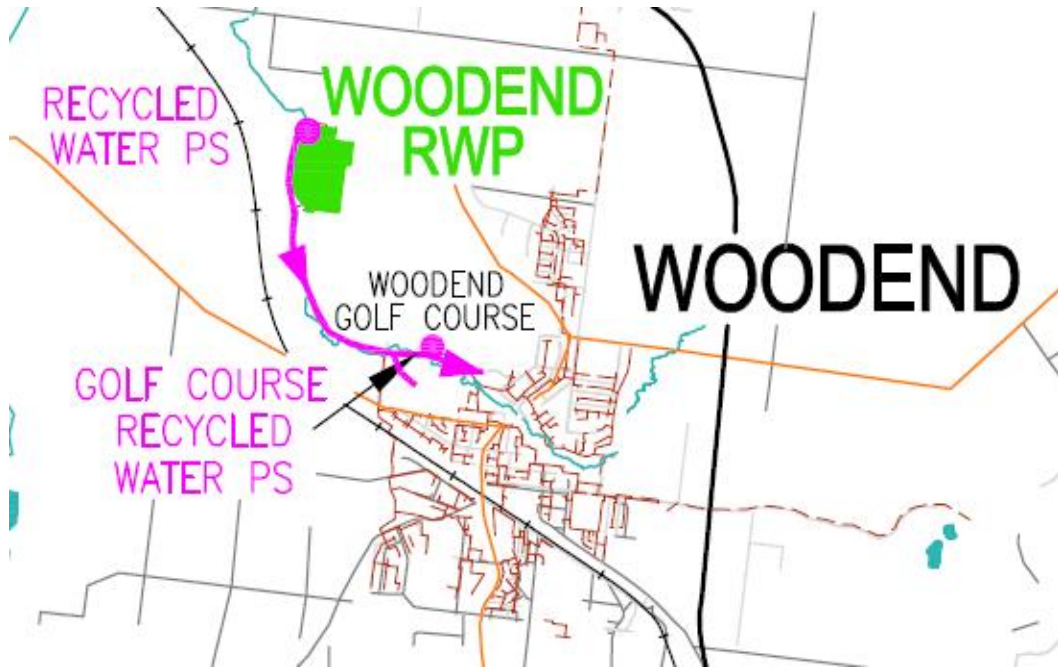 RECYCLED
WATER PS
WOODEND
RWP
WOODEND
WOODEND
GOLF COURSE
GOLF COURSE
RECYCLED
WATER PS